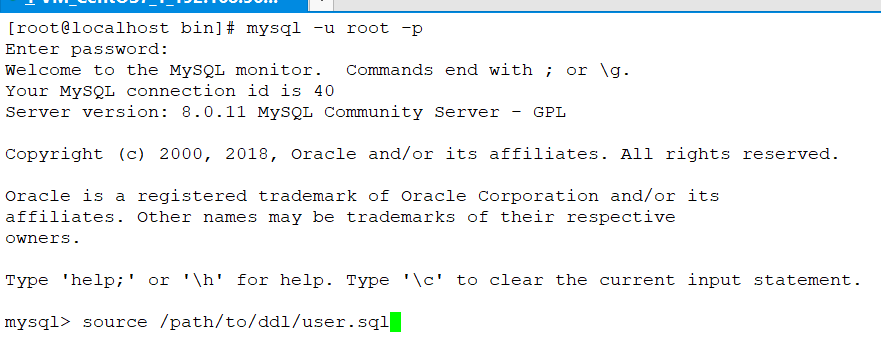 [root@localhost bin]# mysql -u root -p
Enter password:
Welcome to the MySQL monitor.  Commands end with ; or \g.
Your MySQL connection id is 40
Server version: 8.0.11 MySQL Community Server - GPL
Copyright (c) 2000, 2018, Oracle and/or its affiliates. All rights reserved.
Oracle is a registered trademark of Oracle Corporation and/or its
affiliates. Other names may be trademarks of their respective
owners.
Type 'help;' or '\h' for help. Type '\c' to clear the current input statement.
mysql> source /path/to/ddl/user.sql